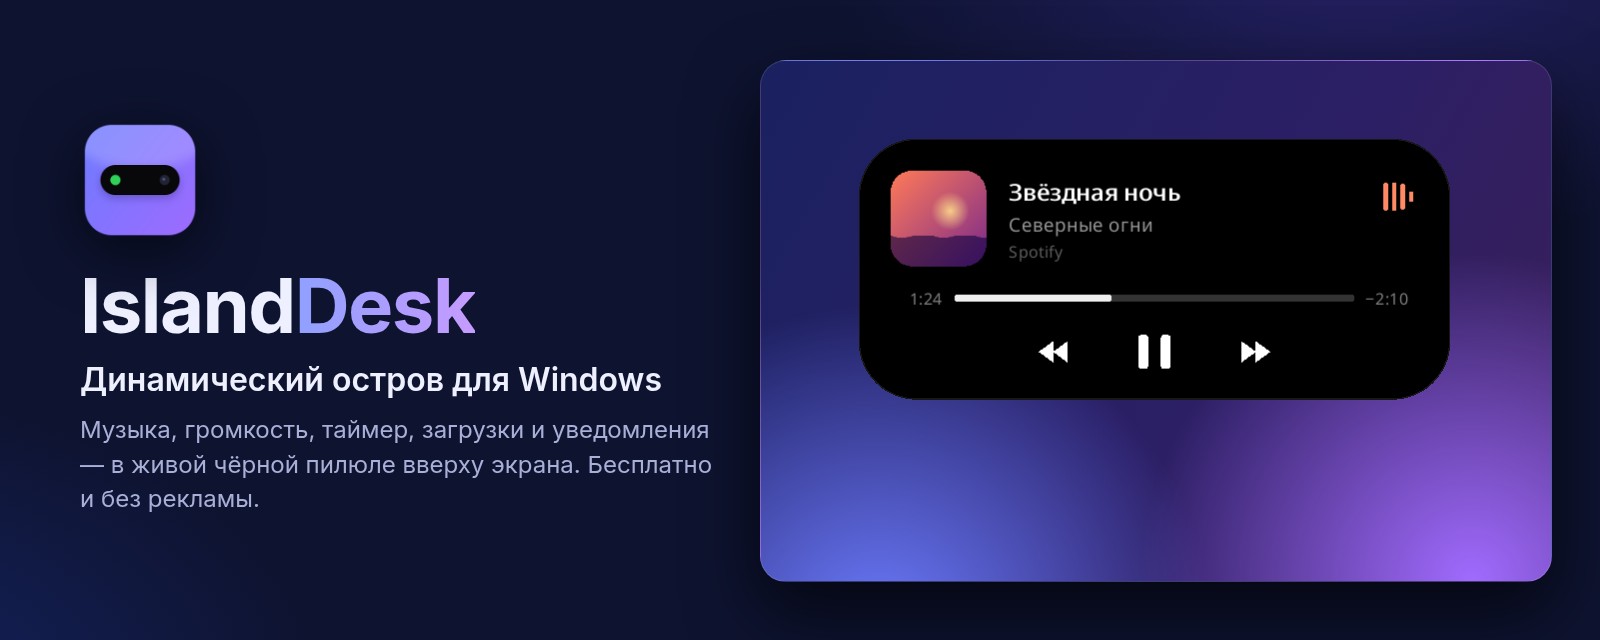 IslandDesk
Динамический остров для Windows
Музыка, громкость, таймер, загрузки и уведомления
— в живой чёрной пилюле вверху экрана. Бесплатно
и без рекламы.
Звёздная ночь
Северные огни
Spotify
1:24
−2:10